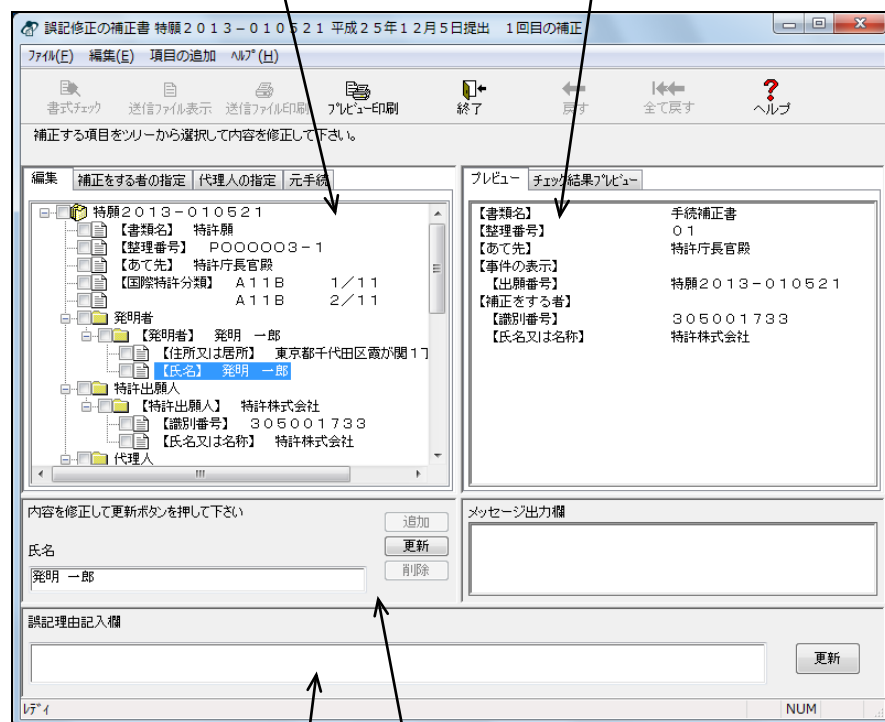 誤記修正の補正書 特願２０１３－０１０５２１ 平成２５年１２月５日提出 １回目の補正
ﾌｧｲﾙ(F) 編集(E) 項目の追加 ﾍﾙﾌﾟ(H)
書式ﾁｪｯｸ 送信ﾌｧｲﾙ表示 送信ﾌｧｲﾙ印刷 ﾌﾟﾚﾋﾞｭｰ印刷 終了 戻す 全て戻す ヘルプ
補正する項目をツリーから選択して内容を修正して下さい。
編集 補正をする者の指定 代理人の指定 元手続
特願２０１３－０１０５２１
【書類名】 特許願
【整理番号】 Ｐ０００００３－１
【あて先】 特許庁長官殿
【国際特許分類】 Ａ１１Ｂ １／１１
Ａ１１Ｂ ２／１１
発明者
【発明者】 発明 一郎
【住所又は居所】 東京都千代田区霞が関１丁
【氏名】 発明 一郎
特許出願人
【特許出願人】 特許株式会社
【識別番号】 ３０５００１７３３
【氏名又は名称】 特許株式会社
代理人
プレビュー ﾁｪｯｸ結果ﾌﾟﾚﾋﾞｭｰ
【書類名】 手続補正書
【整理番号】 ０１
【あて先】 特許庁長官殿
【事件の表示】
【出願番号】 特願２０１３－０１０５２１
【補正をする者】
【識別番号】 ３０５００１７３３
【氏名又は名称】 特許株式会社
内容を修正して更新ボタンを押して下さい
追加
氏名
更新
発明 一郎
削除
メッセージ出力欄
誤記理由記入欄
更新
ﾚﾃﾞｨ NUM